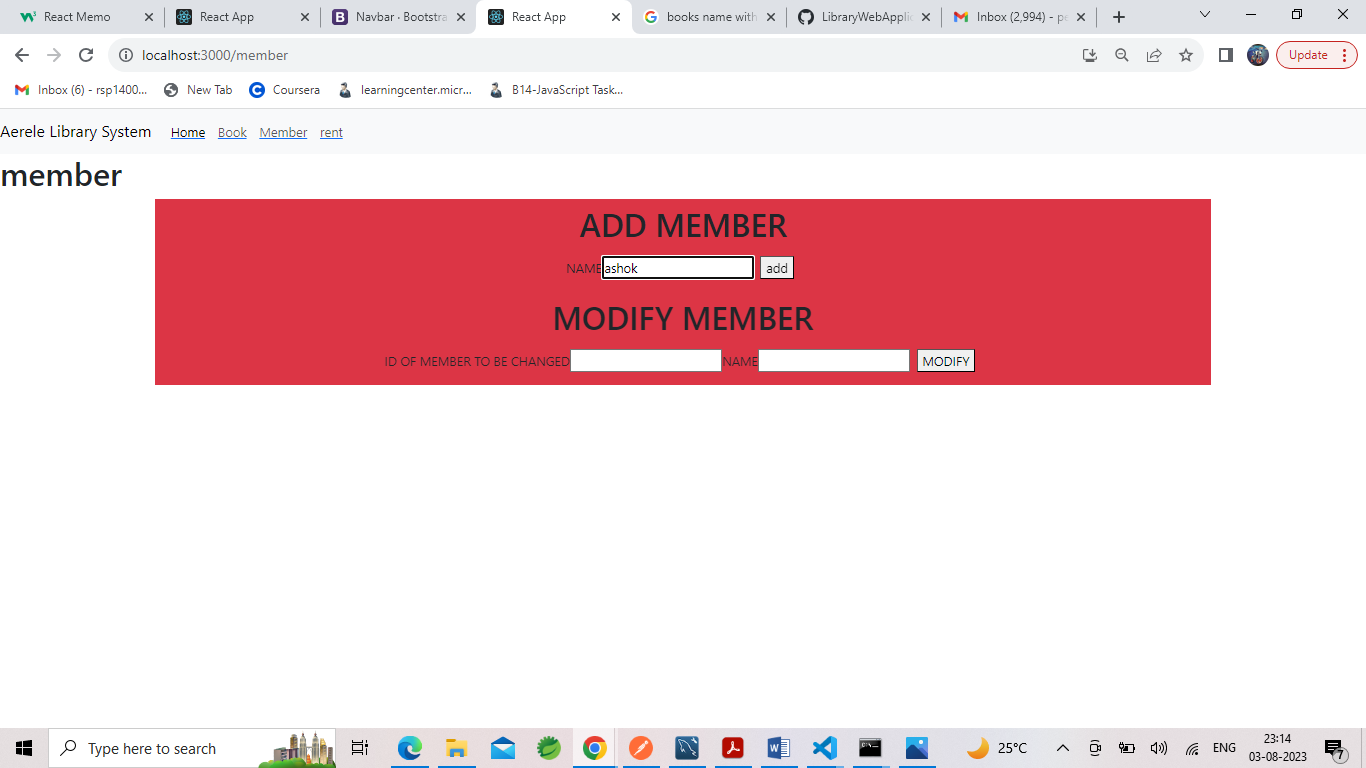 React Memo
React App
Navbar · Bootstra
React App
books name with
LibraryWebApplic
Inbox (2,994) - pe
localhost:3000/member
Update
Inbox (6) - rsp1400...
New Tab
Coursera
learningcenter.micr...
B14-JavaScript Task...
Aerele Library System Home Book Member rent
member
ADD MEMBER
NAME ashok add
MODIFY MEMBER
ID OF MEMBER TO BE CHANGED NAME MODIFY
Type here to search
25°C
ENG
23:14
03-08-2023
7